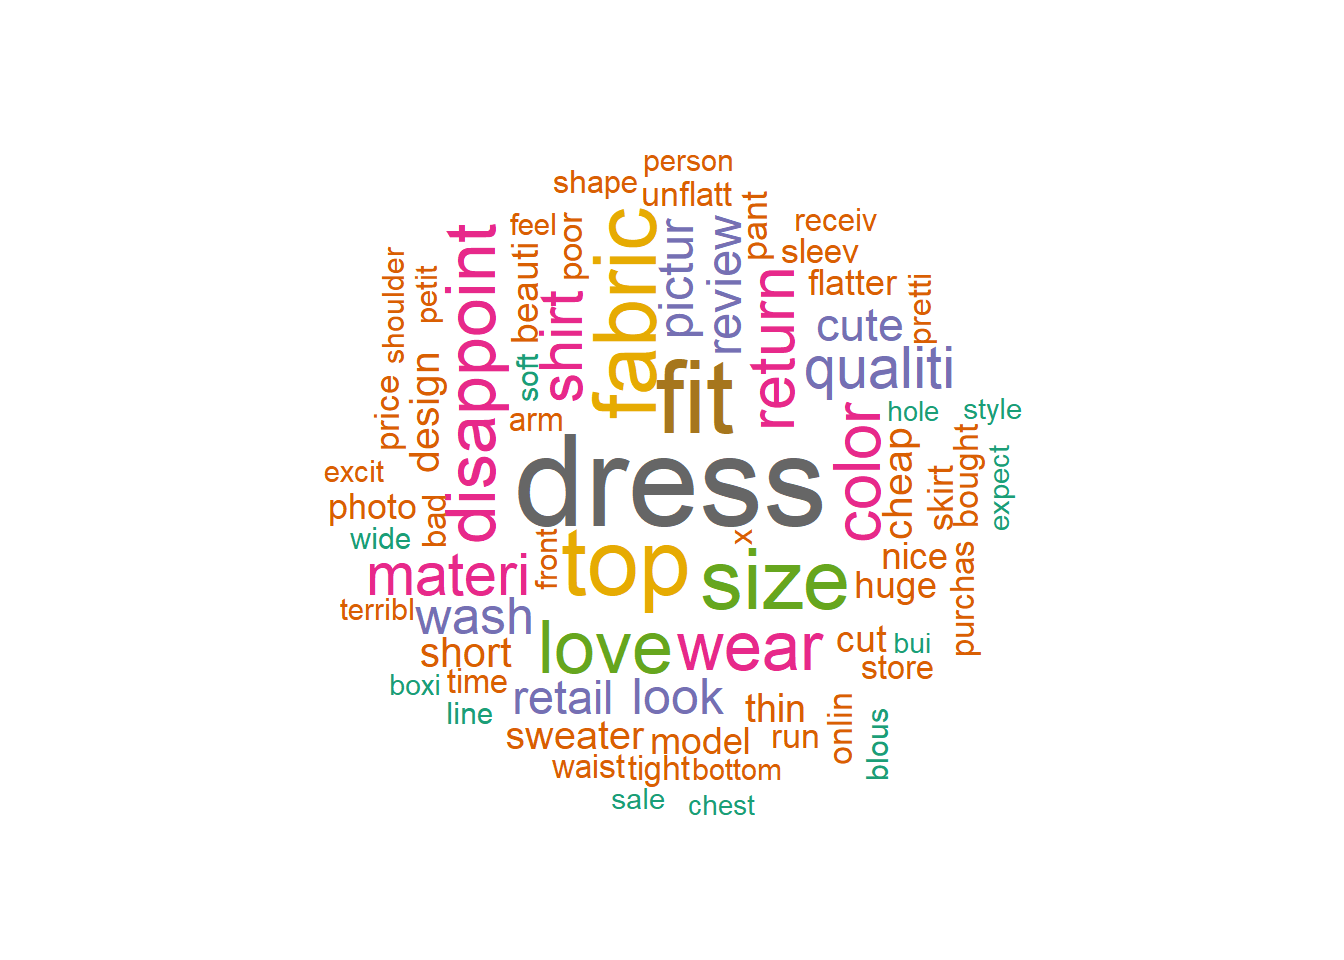 person
shape
unflatt
feel
poor
fabric
pictur
review
pant
receiv
sleev
flatter
pretti
disappoint
beauti
shirt
return
cute
qualiti
shoulder
petit
soft
fit
price
design
arm
color
hole
style
cheap
skirt
bought
expect
excit
photo
bad
dress
wide
x
front
top
size
nice
huge
purchas
materi
terribl
wash
love
wear
cut
bui
store
short
boxi
time
line
retail
look
thin
run
onlin
blous
sweater
model
waist
tight
bottom
sale
chest